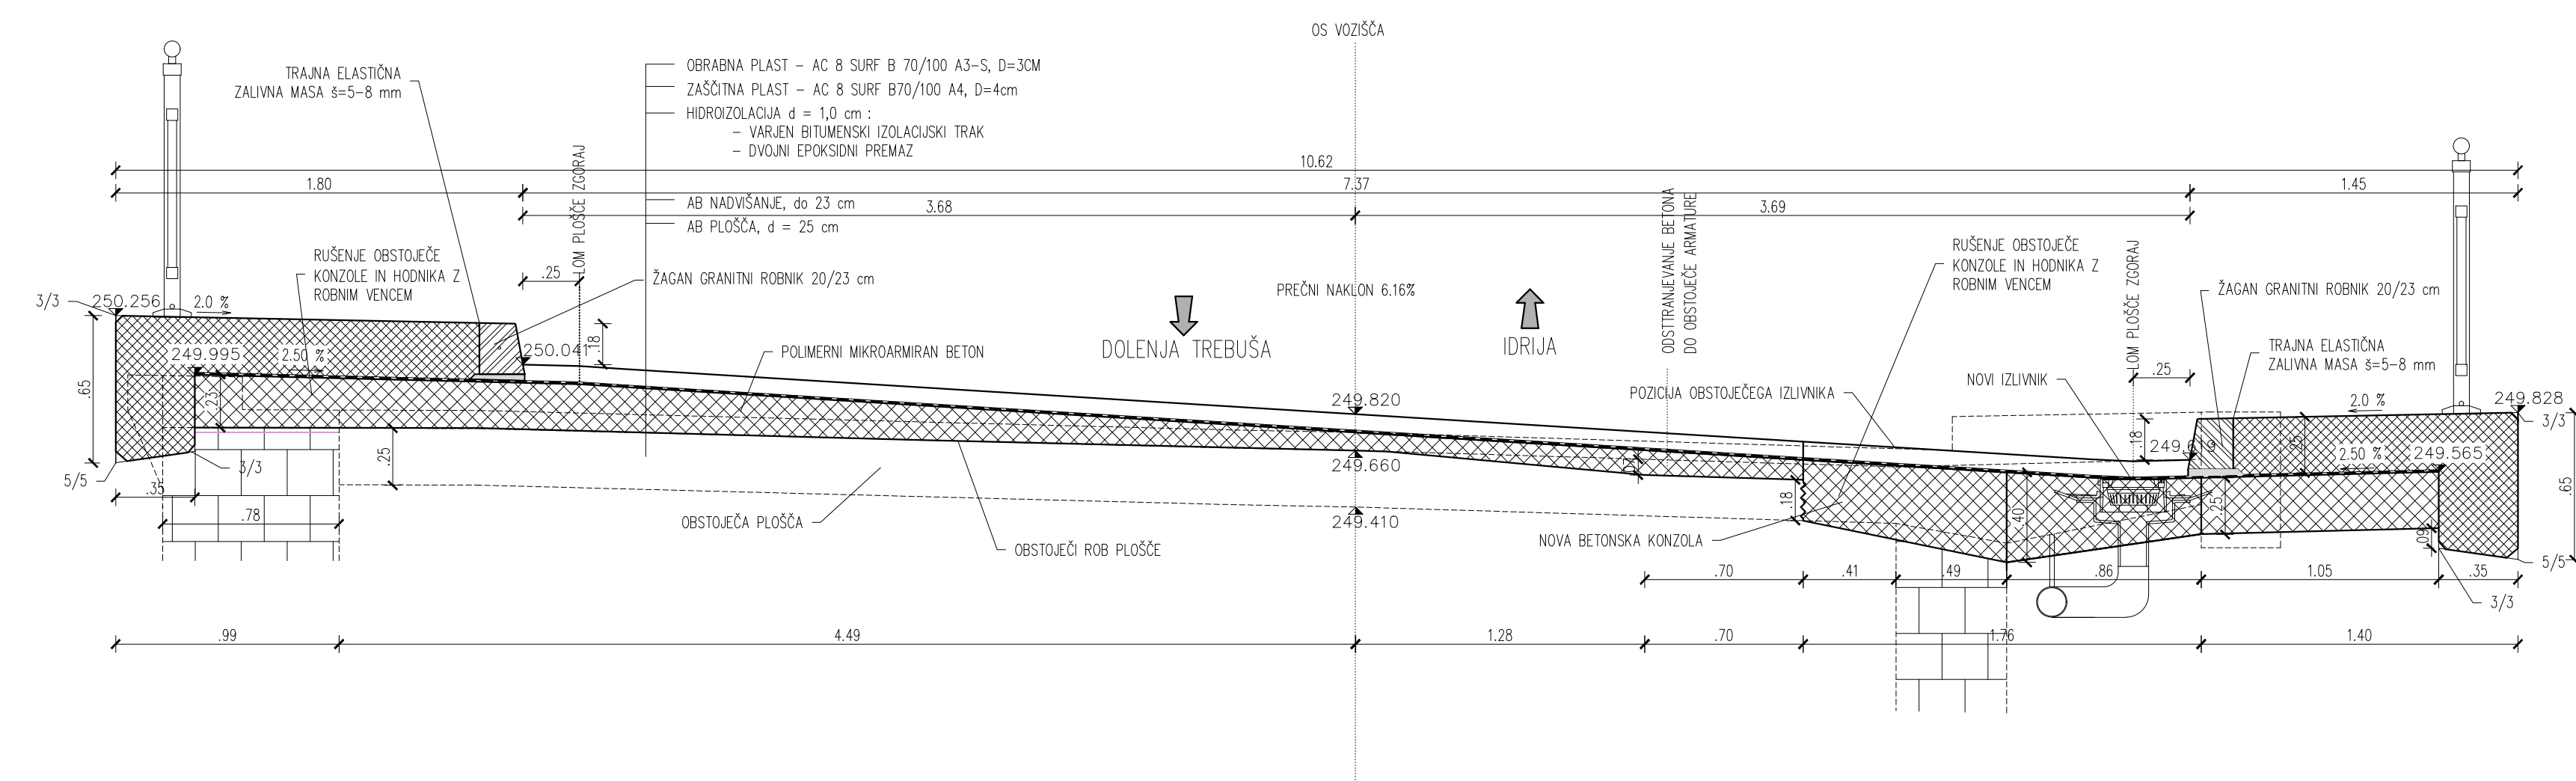 OS VOZIŠČA
TRAJNA ELASTIČNA
ZALIVNA MASA š=5-8 mm
OBRABNA PLAST - AC 8 SURF B 70/100 A3-S, D=3CM
ZAŠČITNA PLAST - AC 8 SURF B70/100 A4, D=4cm
HIDROIZOLACIJA d = 1,0 cm :
- VARJEN BITUMENSKI IZOLACIJSKI TRAK
- DVOJNI EPOKSIDNI PREMAZ
AB NADVIŠANJE, do 23 cm
AB PLOŠČA, d = 25 cm
10.62
1.80
7.37
1.45
3.68
3.69
LOM PLOŠČE ZGORAJ
.25
RUŠENJE OBSTOJEČE
KONZOLE IN HODNIKA Z
ROBNIM VENCEM
ŽAGAN GRANITNI ROBNIK 20/23 cm
PREČNI NAKLON 6.16%
ODSTTRANJEVANJE BETONA
DO OBSTOJEČE ARMATURE
RUŠENJE OBSTOJEČE
KONZOLE IN HODNIKA Z
ROBNIM VENCEM
LOM PLOŠČE ZGORAJ
ŽAGAN GRANITNI ROBNIK 20/23 cm
TRAJNA ELASTIČNA
ZALIVNA MASA š=5-8 mm
3/3
250.256
2.0 %
249.995
2.50 %
250.041
.18
.65
.23
.25
5/5
3/3
.35
.78
POLIMERNI MIKROARMIRAN BETON
DOLENJA TREBUŠA
IDRIJA
POZICIJA OBSTOJEČEGA IZLIVNIKA
NOVI IZLIVNIK
.25
2.0 %
249.828
3/3
249.820
249.660
249.410
.18
249.619
.25
2.50 %
249.565
.65
OBSTOJEČA PLOŠČA
OBSTOJEČI ROB PLOŠČE
NOVA BETONSKA KONZOLA
.18
.40
.25
.09
5/5
3/3
.70
.41
.49
.86
1.05
.35
.99
4.49
1.28
.70
1.76
1.40